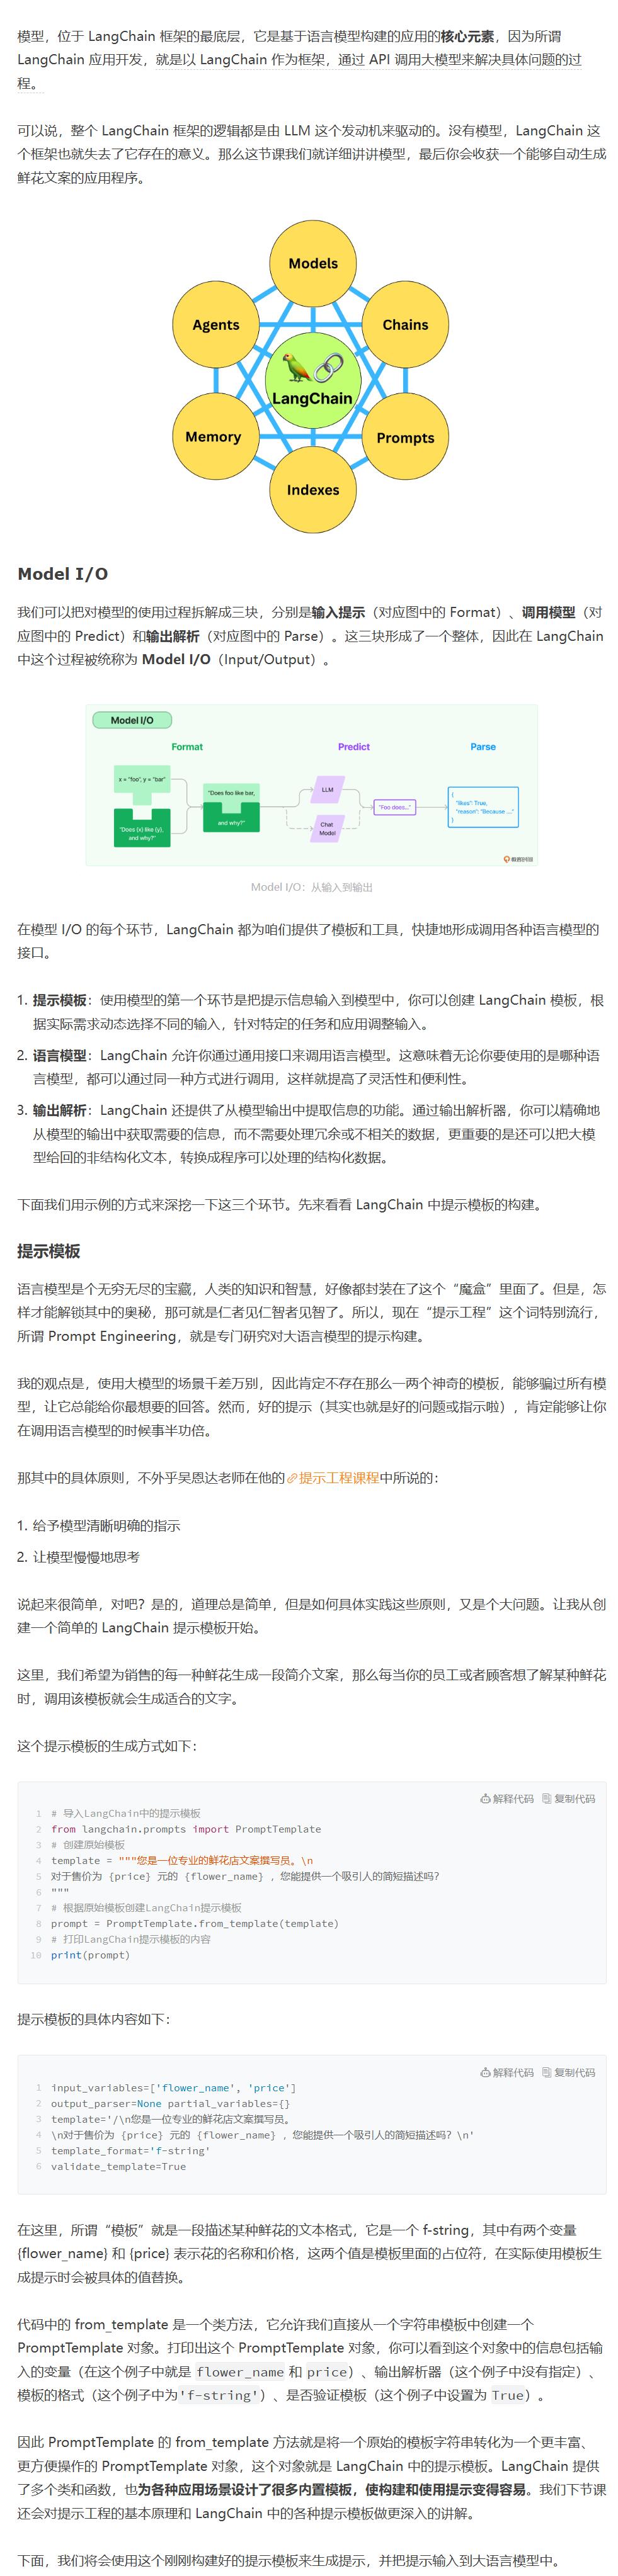 模型，位于 LangChain 框架的最底层，它是基于语言模型构建的应用的核心元素，因为所谓
LangChain 应用开发，就是以 LangChain 作为框架，通过 API 调用大模型来解决具体问题的过
程。
可以说，整个 LangChain 框架的逻辑都是由 LLM 这个发动机来驱动的。没有模型，LangChain 这
个框架也就失去了它存在的意义。那么这节课我们就详细讲讲模型，最后你会收获一个能够自动生成
鲜花文案的应用程序。
Models
Agents
Chains
LangChain
Memory
Prompts
Indexes
Model I/O
我们可以把对模型的使用过程拆解成三块，分别是输入提示（对应图中的 Format）、调用模型（对
应图中的 Predict）和输出解析（对应图中的 Parse）。这三块形成了一个整体，因此在 LangChain
中这个过程被统称为 Model I/O（Input/Output）。
Model I/O
Format
Predict
Parse
x = "foo", y = "bar"
"Does {x} like {y},
and why?"
"Does foo like bar,
and why?"
LLM
Chat
Model
"Foo does..."
{
"likes": True,
"reason": "Because ..."
}
极客时间
Model I/O：从输入到输出
在模型 I/O 的每个环节，LangChain 都为咱们提供了模板和工具，快捷地形成调用各种语言模型的
接口。
1. 提示模板：使用模型的第一个环节是把提示信息输入到模型中，你可以创建 LangChain 模板，根
据实际需求动态选择不同的输入，针对特定的任务和应用调整输入。
2. 语言模型：LangChain 允许你通过通用接口来调用语言模型。这意味着无论你要使用的是哪种语
言模型，都可以通过同一种方式进行调用，这样就提高了灵活性和便利性。
3. 输出解析：LangChain 还提供了从模型输出中提取信息的功能。通过输出解析器，你可以精确地
从模型的输出中获取需要的信息，而不需要处理冗余或不相关的数据，更重要的是还可以把大模
型给回的非结构化文本，转换成程序可以处理的结构化数据。
下面我们用示例的方式来深挖一下这三个环节。先来看看 LangChain 中提示模板的构建。
提示模板
语言模型是个无穷无尽的宝藏，人类的知识和智慧，好像都封装在了这个“魔盒”里面了。但是，怎
样才能解锁其中的奥秘，那可就是仁者见仁智者见智了。所以，现在“提示工程”这个词特别流行，
所谓 Prompt Engineering，就是专门研究对大语言模型的提示构建。
我的观点是，使用大模型的场景千差万别，因此肯定不存在那么一两个神奇的模板，能够骗过所有模
型，让它总能给你最想要的回答。然而，好的提示（其实也就是好的问题或指示啦），肯定能够让你
在调用语言模型的时候事半功倍。
那其中的具体原则，不外乎吴恩达老师在他的提示工程课程中所说的：
1. 给予模型清晰明确的指示
2. 让模型慢慢地思考
说起来很简单，对吧？是的，道理总是简单，但是如何具体实践这些原则，又是个大问题。让我从创
建一个简单的 LangChain 提示模板开始。
这里，我们希望为销售的每一种鲜花生成一段简介文案，那么每当你的员工或者顾客想了解某种鲜花
时，调用该模板就会生成适合的文字。
这个提示模板的生成方式如下：
解释代码 复制代码
1 # 导入LangChain中的提示模板
2 from langchain.prompts import PromptTemplate
3 # 创建原始模板
4 template = """您是一位专业的鲜花店文案撰写员。\n
5 对于售价为 {price} 元的 {flower_name} ，您能提供一个吸引人的简短描述吗？
6 """
7 # 根据原始模板创建LangChain提示模板
8 prompt = PromptTemplate.from_template(template)
9 # 打印LangChain提示模板的内容
10 print(prompt)
提示模板的具体内容如下：
解释代码 复制代码
1 input_variables=['flower_name', 'price']
2 output_parser=None partial_variables={}
3 template='/\n您是一位专业的鲜花店文案撰写员。
4 \n对于售价为 {price} 元的 {flower_name} ，您能提供一个吸引人的简短描述吗？\n'
5 template_format='f-string'
6 validate_template=True
在这里，所谓“模板”就是一段描述某种鲜花的文本格式，它是一个 f-string，其中有两个变量
{flower_name} 和 {price} 表示花的名称和价格，这两个值是模板里面的占位符，在实际使用模板生
成提示时会被具体的值替换。
代码中的 from_template 是一个类方法，它允许我们直接从一个字符串模板中创建一个
PromptTemplate 对象。打印出这个 PromptTemplate 对象，你可以看到这个对象中的信息包括输
入的变量（在这个例子中就是 flower_name 和 price）、输出解析器（这个例子中没有指定）、
模板的格式（这个例子中为'f-string'）、是否验证模板（这个例子中设置为 True）。
因此 PromptTemplate 的 from_template 方法就是将一个原始的模板字符串转化为一个更丰富、
更方便操作的 PromptTemplate 对象，这个对象就是 LangChain 中的提示模板。LangChain 提供
了多个类和函数，也为各种应用场景设计了很多内置模板，使构建和使用提示变得容易。我们下节课
还会对提示工程的基本原理和 LangChain 中的各种提示模板做更深入的讲解。
下面，我们将会使用这个刚刚构建好的提示模板来生成提示，并把提示输入到大语言模型中。